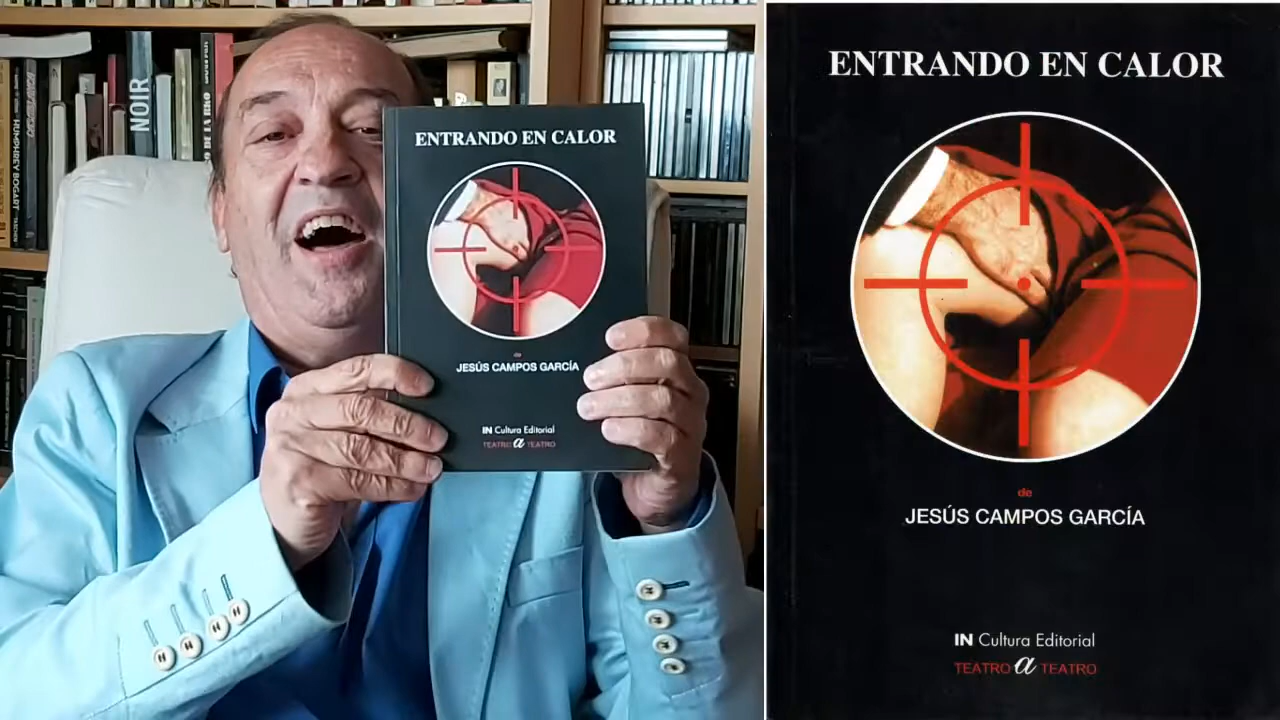 NOIR
HUMPHREY BOGART
ENTRANDO EN CALOR
de
JESÚS CAMPOS GARCÍA
IN Cultura Editorial
TEATRO a TEATRO
ENTRANDO EN CALOR
de
JESÚS CAMPOS GARCÍA
IN Cultura Editorial
TEATRO a TEATRO